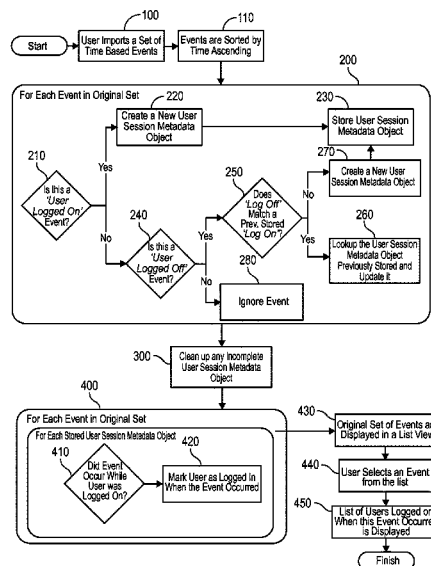 100
110
Start
User Imports a Set of
Time Based Events
Events are Sorted by
Time Ascending
200
For Each Event in Original Set
220
Create a New User
Session Metadata
Object
230
Store User Session
Metadata Object
210
Is this a
'User
Logged On'
Event?
Yes
No
240
Is this a
'User
Logged Off'
Event?
Yes
No
250
Does
'Log Off'
Match a
Prev. Stored
'Log On'?
No
Yes
270
Create a New User
Session Metadata Object
260
Lookup the User Session
Metadata Object
Previously Stored and
Update it
280
Ignore Event
300
Clean up any Incomplete
User Session Metadata
Object
400
For Each Event in Original Set
For Each Stored User Session Metadata Object
410
Did Event
Occur While
User was
Logged On?
420
Mark User as Logged In
When the Event Occurred
430
Original Set of Events are
Displayed in a List View
440
User Selects an Event
from the list
450
List of Users Logged on
When this Event Occurred
is Displayed
Finish